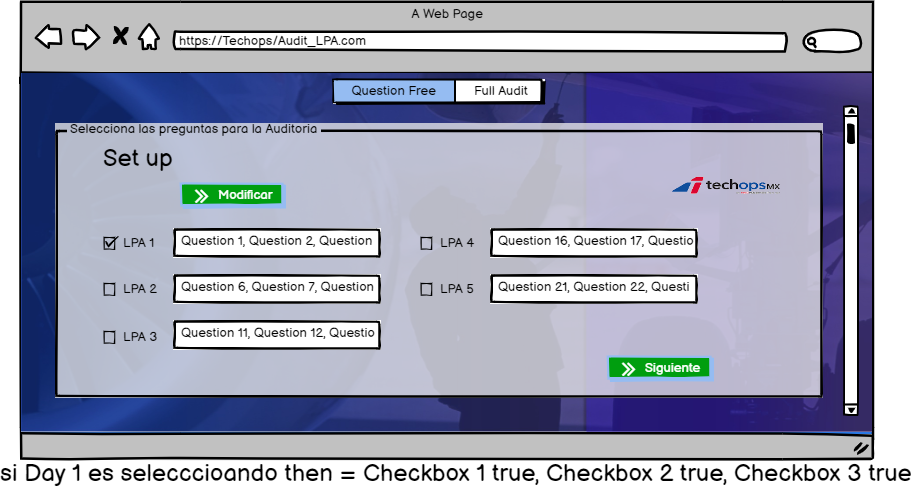 A Web Page
https://Techops/Audit_LPA.com
Question Free Full Audit
Selecciona las preguntas para la Auditoria
Set up
techopsMX
Modificar
LPA 1 Question 1, Question 2, Question
LPA 4 Question 16, Question 17, Questio
LPA 2 Question 6, Question 7, Question
LPA 5 Question 21, Question 22, Questi
LPA 3 Question 11, Question 12, Questio
Siguiente
si Day 1 es selecccioando then = Checkbox 1 true, Checkbox 2 true, Checkbox 3 true